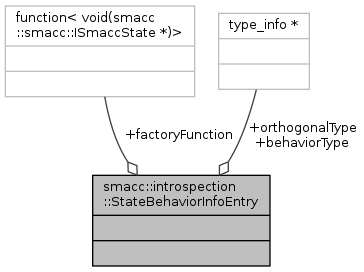 function< void(smacc
::smacc::ISmaccState *)>
type_info *
+factoryFunction
+orthogonalType
+behaviorType
smacc::introspection
::StateBehaviorInfoEntry